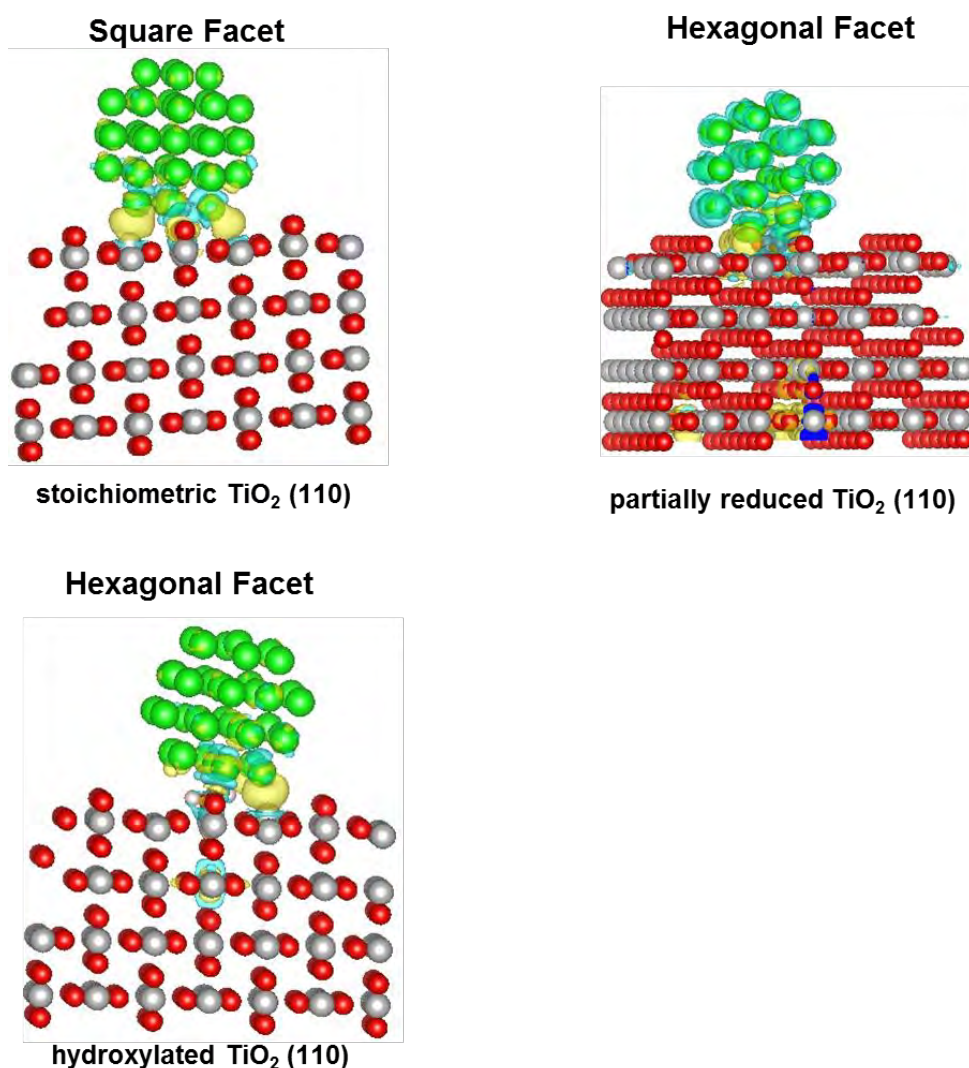 Square Facet
Hexagonal Facet
stoichiometric TiO₂ (110)
partially reduced TiO₂ (110)
Hexagonal Facet
hydroxylated TiO₂ (110)